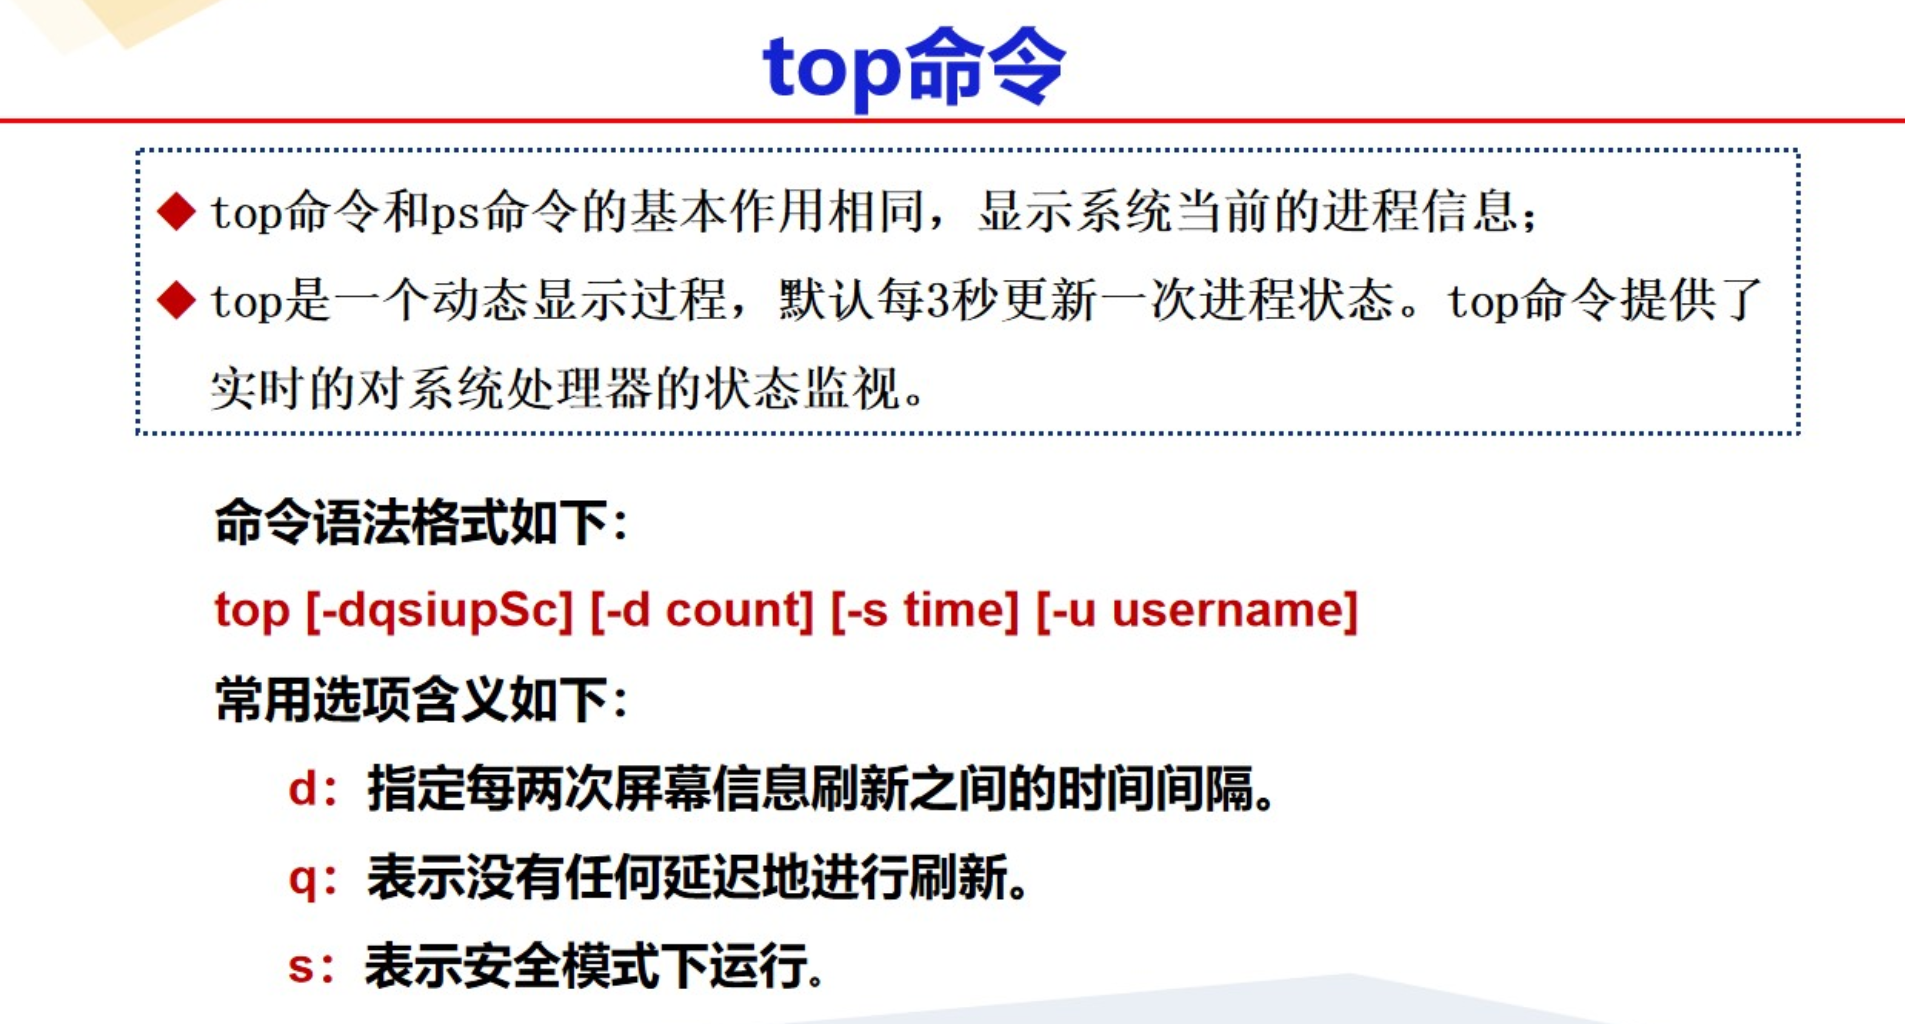 top命令
◆ top命令和ps命令的基本作用相同，显示系统当前的进程信息；
◆ top是一个动态显示过程，默认每3秒更新一次进程状态。top命令提供了
实时的对系统处理器的状态监视。
命令语法格式如下：
top [-dqsiupSc] [-d count] [-s time] [-u username]
常用选项含义如下：
d：指定每两次屏幕信息刷新之间的时间间隔。
q：表示没有任何延迟地进行刷新。
s：表示安全模式下运行。